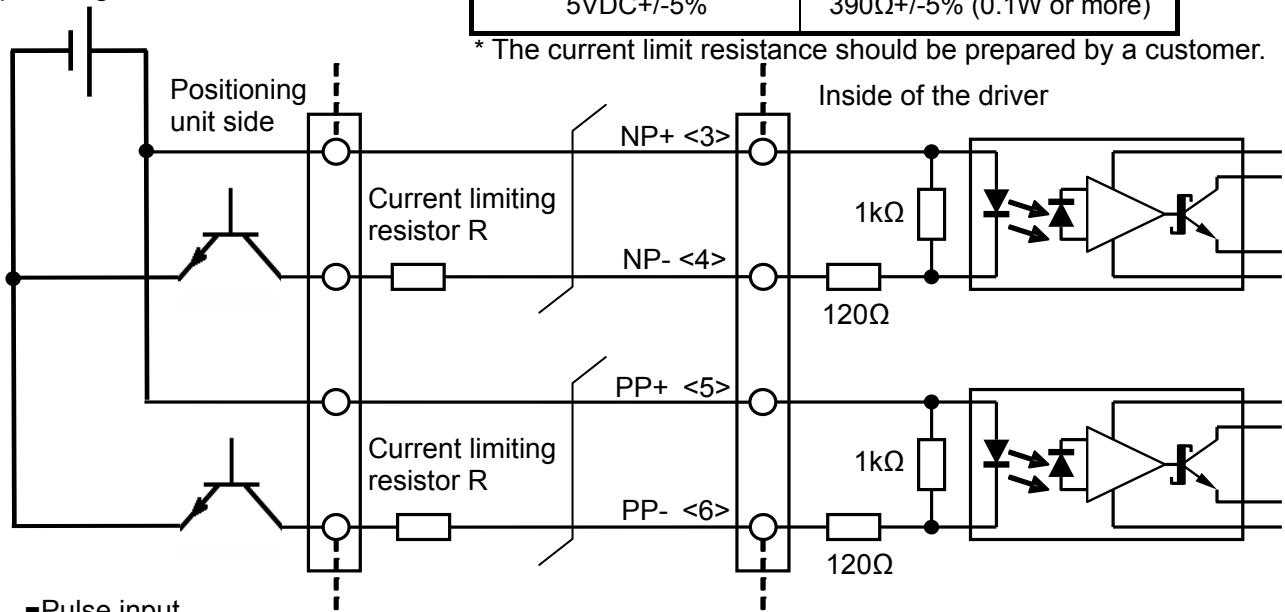 5VDC+/-5% 390Ω+/-5% (0.1W or more)
* The current limit resistance should be prepared by a customer.
Positioning
unit side
Inside of the driver
NP+ <3>
Current limiting
resistor R
1kΩ
NP- <4>
120Ω
PP+ <5>
Current limiting
resistor R
1kΩ
PP- <6>
120Ω
■Pulse input